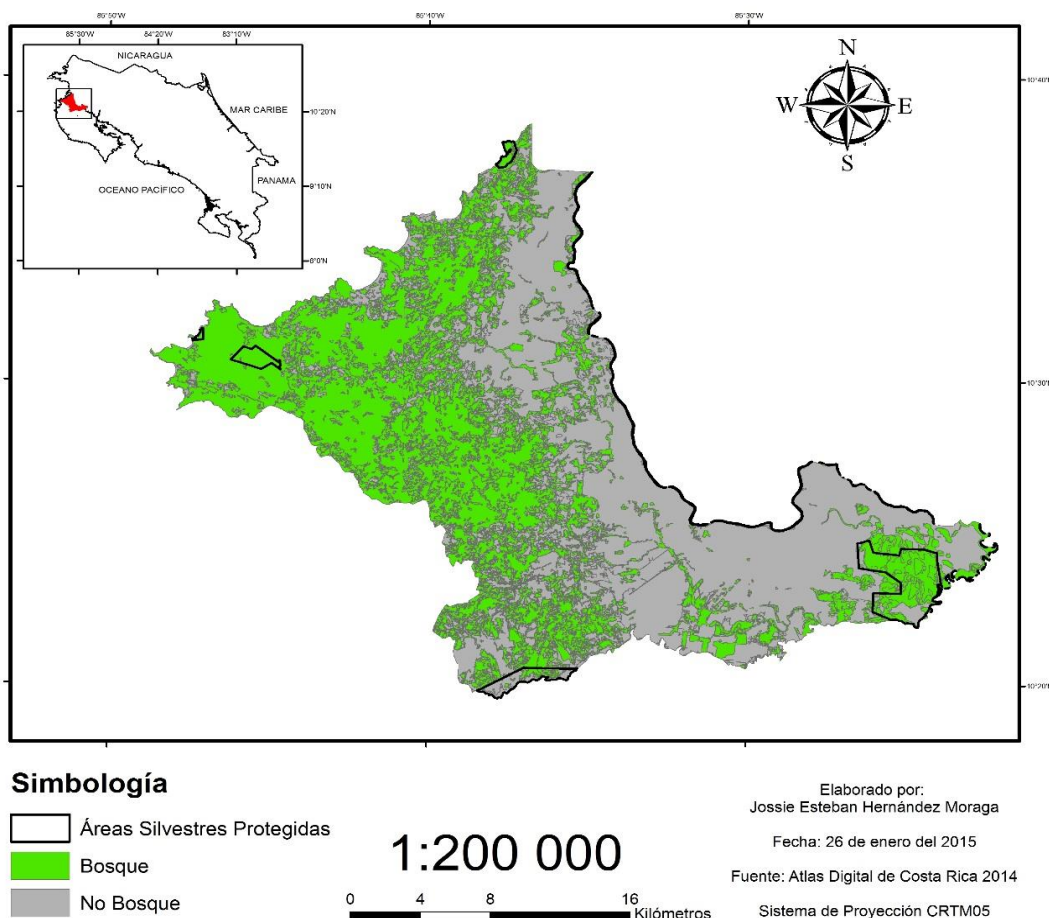 85°50'W
86°40'W
85°30'W
85°30'W 84°20'W 83°10'W
NICARAGUA
10°20'N
MAR CARIBE
PANAMA
OCEANO PACÍFICO
9°10'N
8°0'N
N
W E
S
10°40'N
10°30'N
10°20'N
Simbología
Áreas Silvestres Protegidas
Bosque
No Bosque
1:200 000
0 4 8 16
Kilómetros
Elaborado por:
Jossie Esteban Hernández Moraga
Fecha: 26 de enero del 2015
Fuente: Atlas Digital de Costa Rica 2014
Sistema de Proyección CRTM05